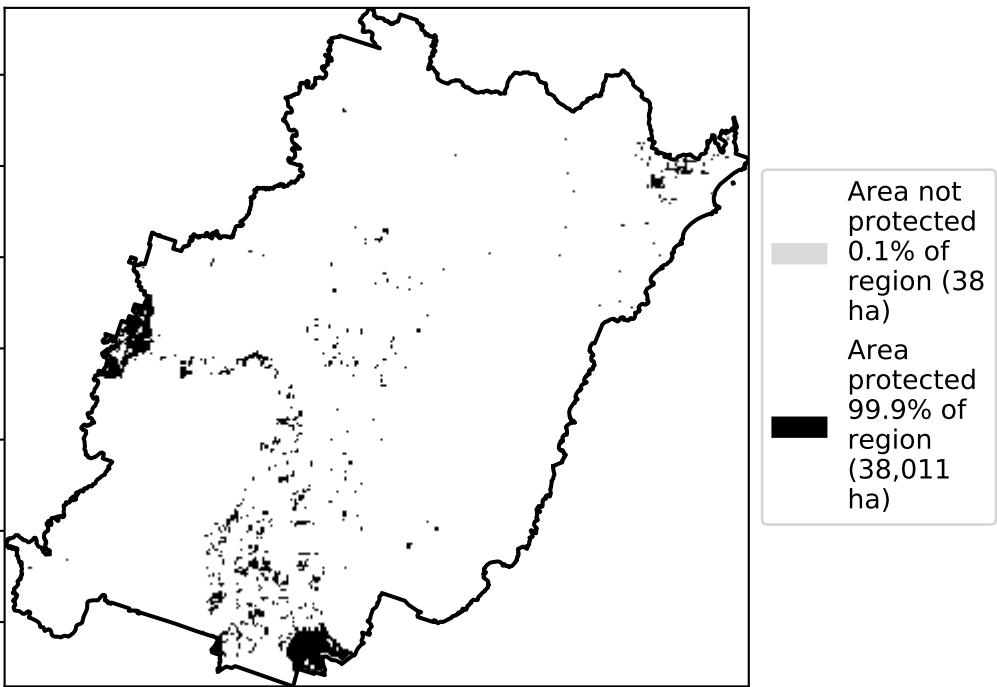 Area not
protected
0.1% of
region (38
ha)
Area
protected
99.9% of
region
(38,011
ha)